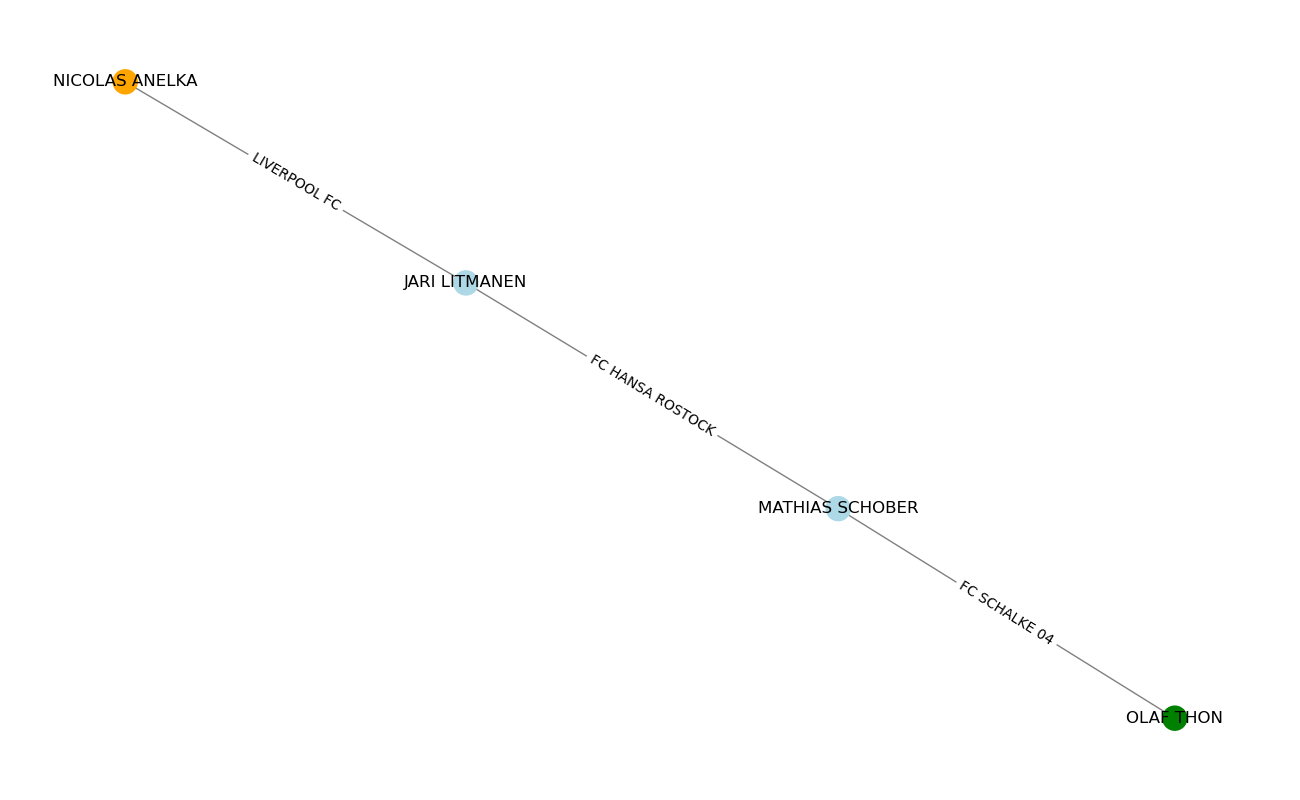 NICOLAS ANELKA
LIVERPOOL FC
JARI LITMANEN
FC HANSA ROSTOCK
MATHIAS SCHOBER
FC SCHALKE 04
OLAF THON